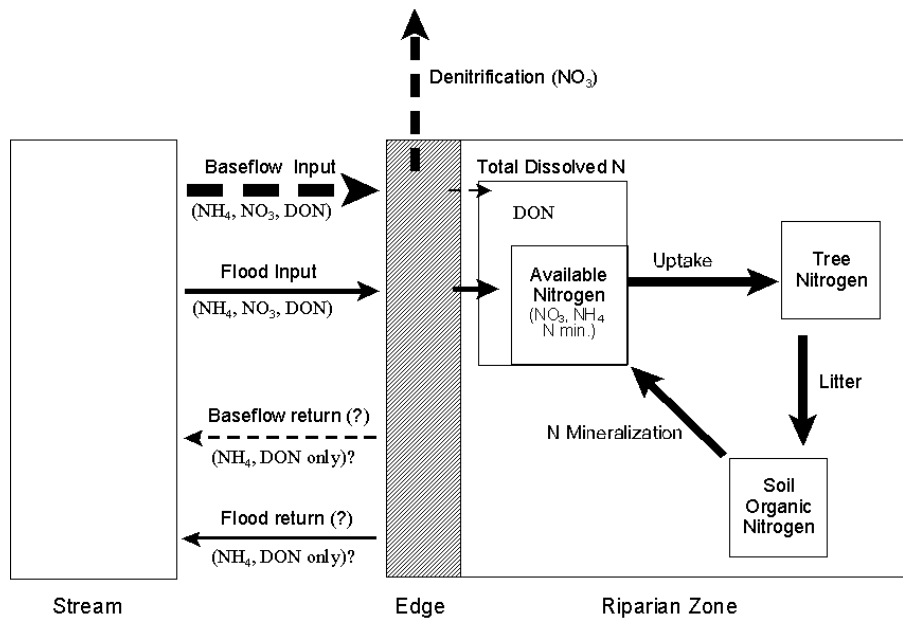 Denitrification (NO₃)
Baseflow Input
(NH₄, NO₃, DON)
Flood Input
(NH₄, NO₃, DON)
Baseflow return (?)
(NH₄, DON only)?
Flood return (?)
(NH₄, DON only)?
Total Dissolved N
DON
Available
Nitrogen
(NO₃, NH₄
N min.)
Uptake
Tree
Nitrogen
Litter
N Mineralization
Soil
Organic
Nitrogen
Stream
Edge
Riparian Zone